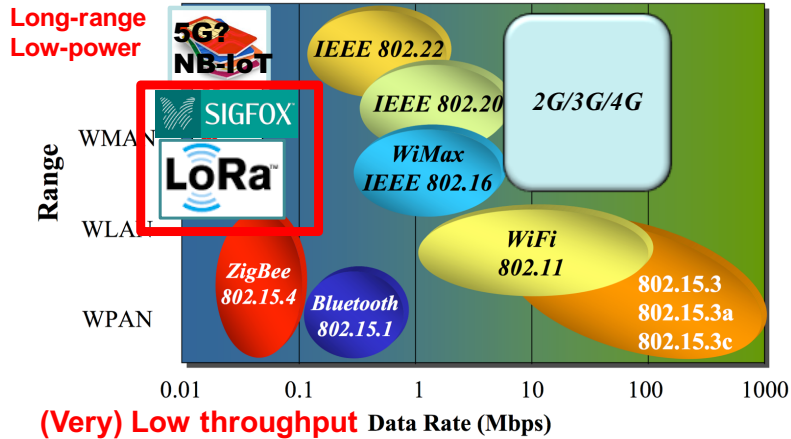 Long-range
Low-power
5G?
NB-IoT
IEEE 802.22
IEEE 802.20
2G/3G/4G
SIGFOX
WMAN
LoRa™
WiMax
IEEE 802.16
Range
WLAN
WiFi
802.11
ZigBee
802.15.4
Bluetooth
802.15.1
802.15.3
802.15.3a
802.15.3c
WPAN
0.01 0.1 1 10 100 1000
(Very) Low throughput Data Rate (Mbps)